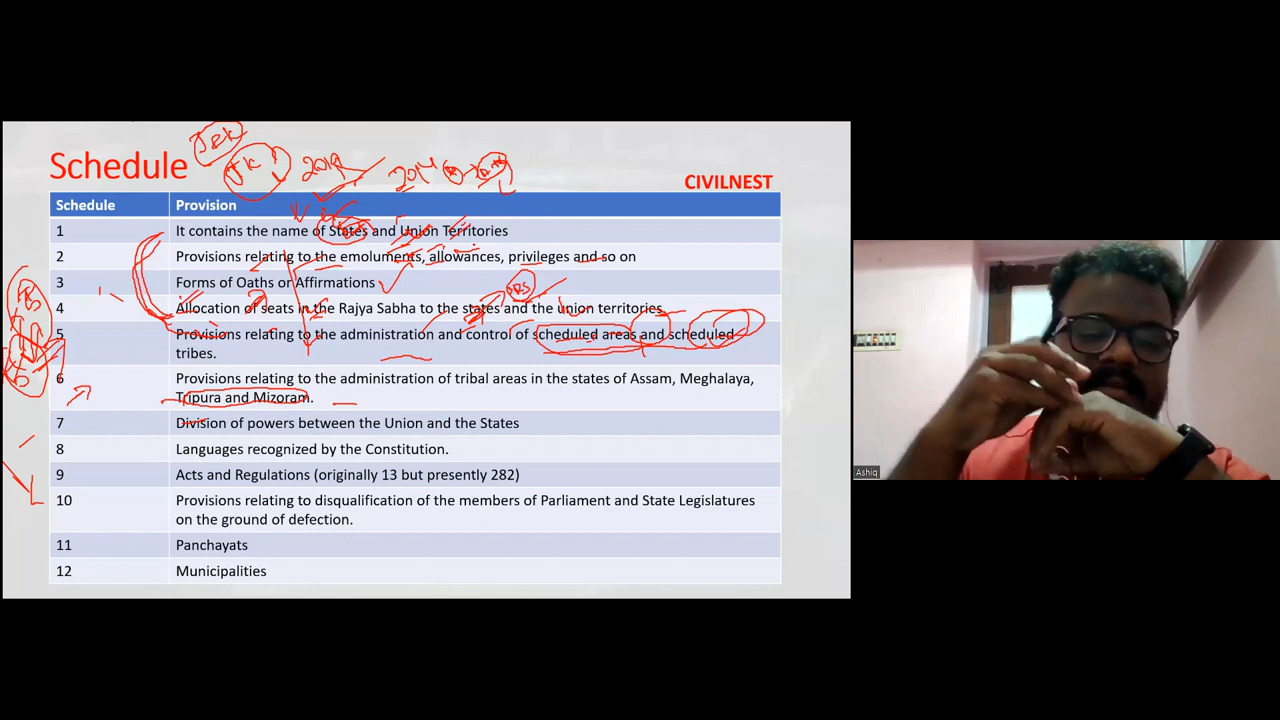 J&K
JK
2019
2014
Schedule
CIVILNEST
Schedule Provision
1 It contains the name of States and Union Territories
2 Provisions relating to the emoluments, allowances, privileges and so on
3 Forms of Oaths or Affirmations
4 Allocation of seats in the Rajya Sabha to the states and the union territories.
5 Provisions relating to the administration and control of scheduled areas and scheduled
tribes.
6 Provisions relating to the administration of tribal areas in the states of Assam, Meghalaya,
Tripura and Mizoram.
7 Division of powers between the Union and the States
8 Languages recognized by the Constitution.
9 Acts and Regulations (originally 13 but presently 282)
10 Provisions relating to disqualification of the members of Parliament and State Legislatures
on the ground of defection.
11 Panchayats
12 Municipalities
Ashiq